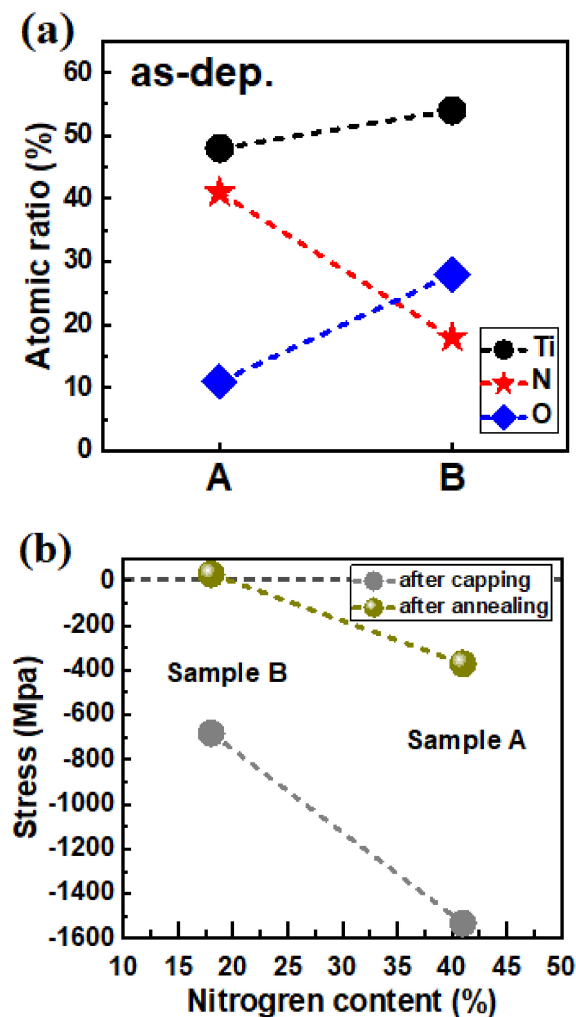 (a)
as-dep.
60
50
40
30
20
10
0
Atomic ratio (%)
Ti
N
O
A
B
(b)
0
-200
-400
-600
-800
-1000
-1200
-1400
-1600
Stress (Mpa)
after capping
after annealing
Sample B
Sample A
10 15 20 25 30 35 40 45 50
Nitrogren content (%)